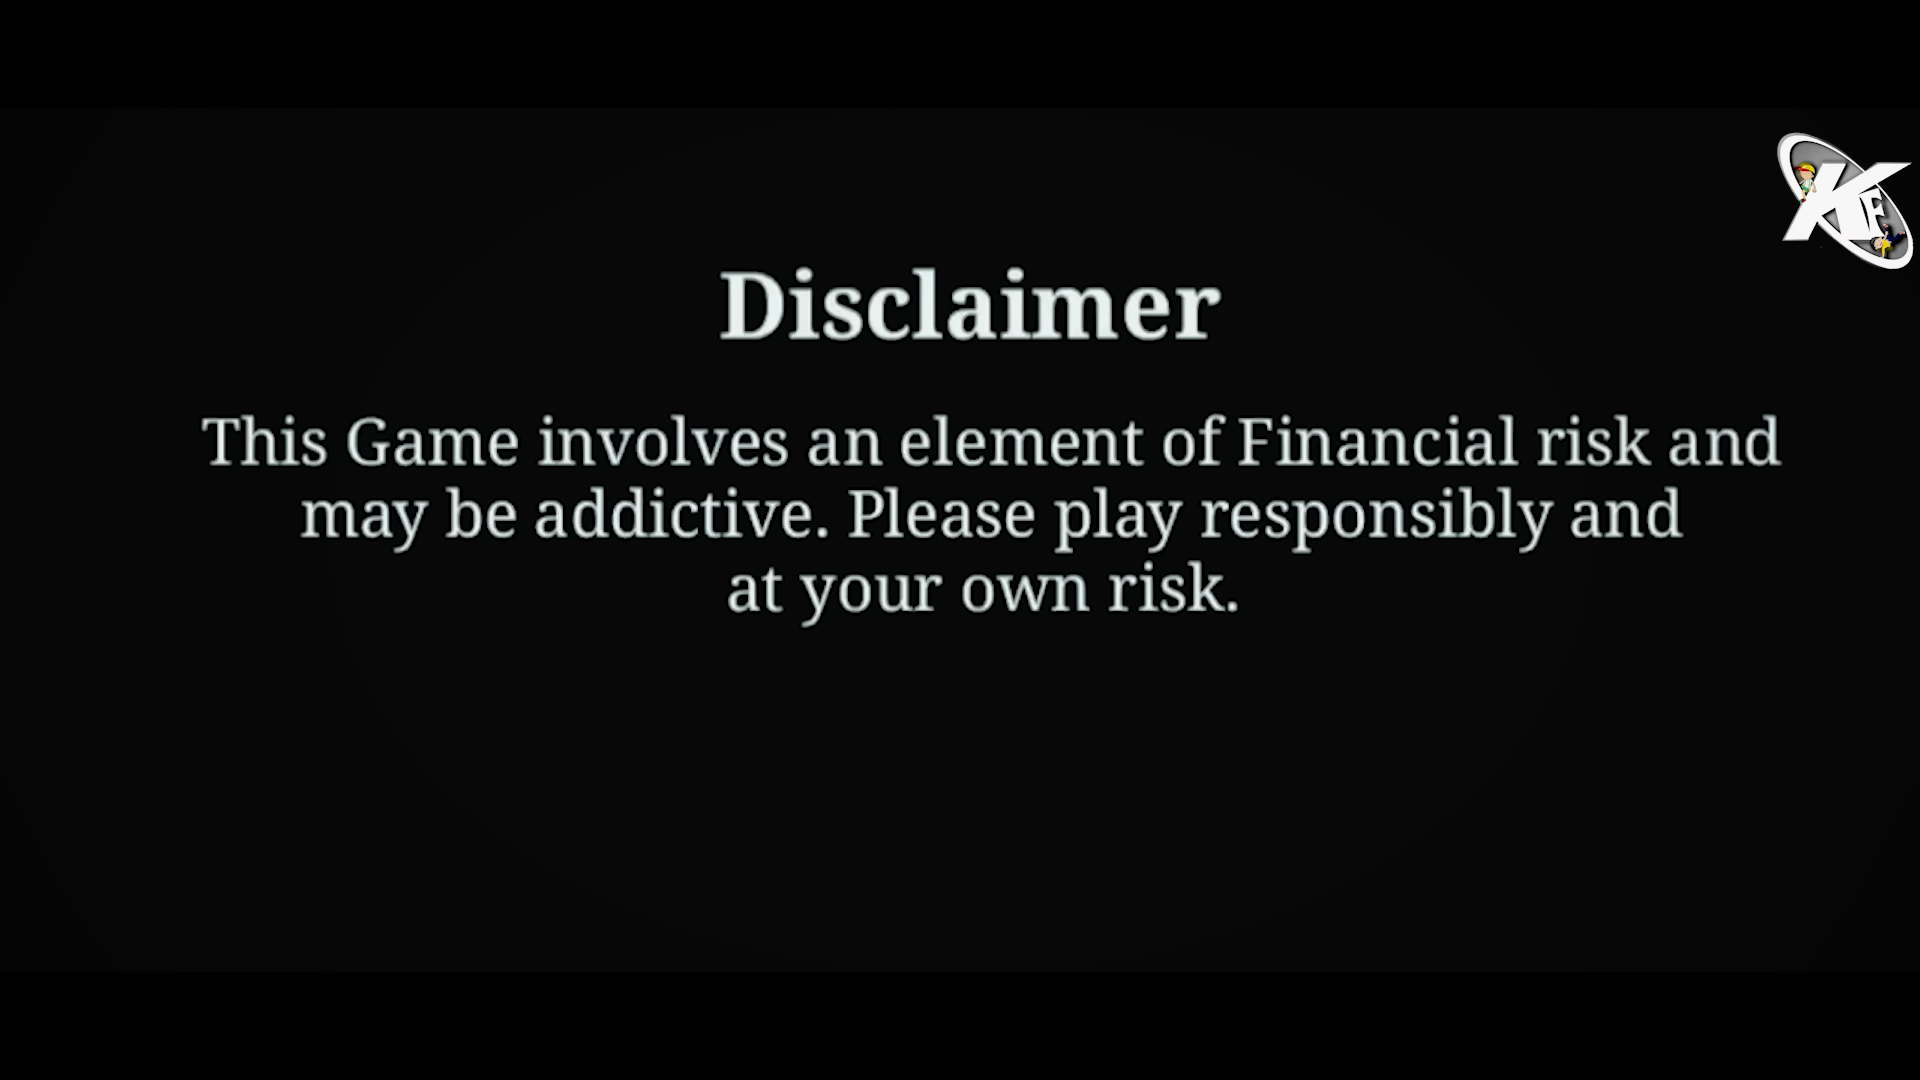 KF
Disclaimer
This Game involves an element of Financial risk and
may be addictive. Please play responsibly and
at your own risk.